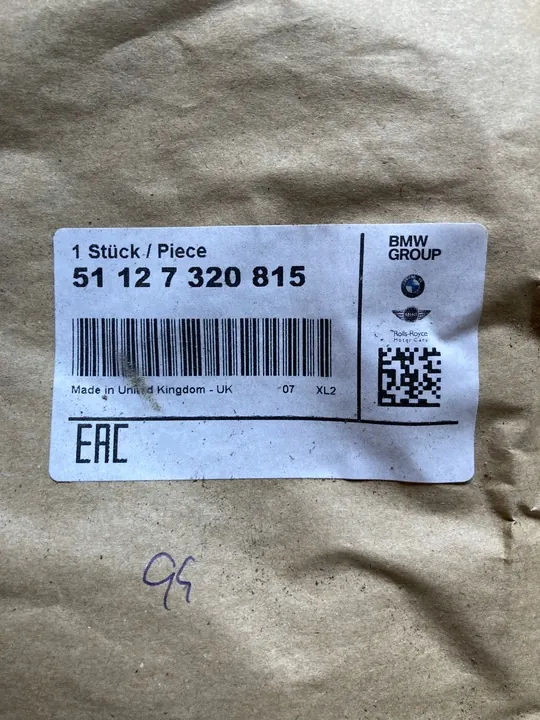 1 Stück / Piece
51 12 7 320 815
Made in United Kingdom - UK 07 XL2
EAC
BMW
GROUP
MINI
Rolls-Royce
Motor Cars